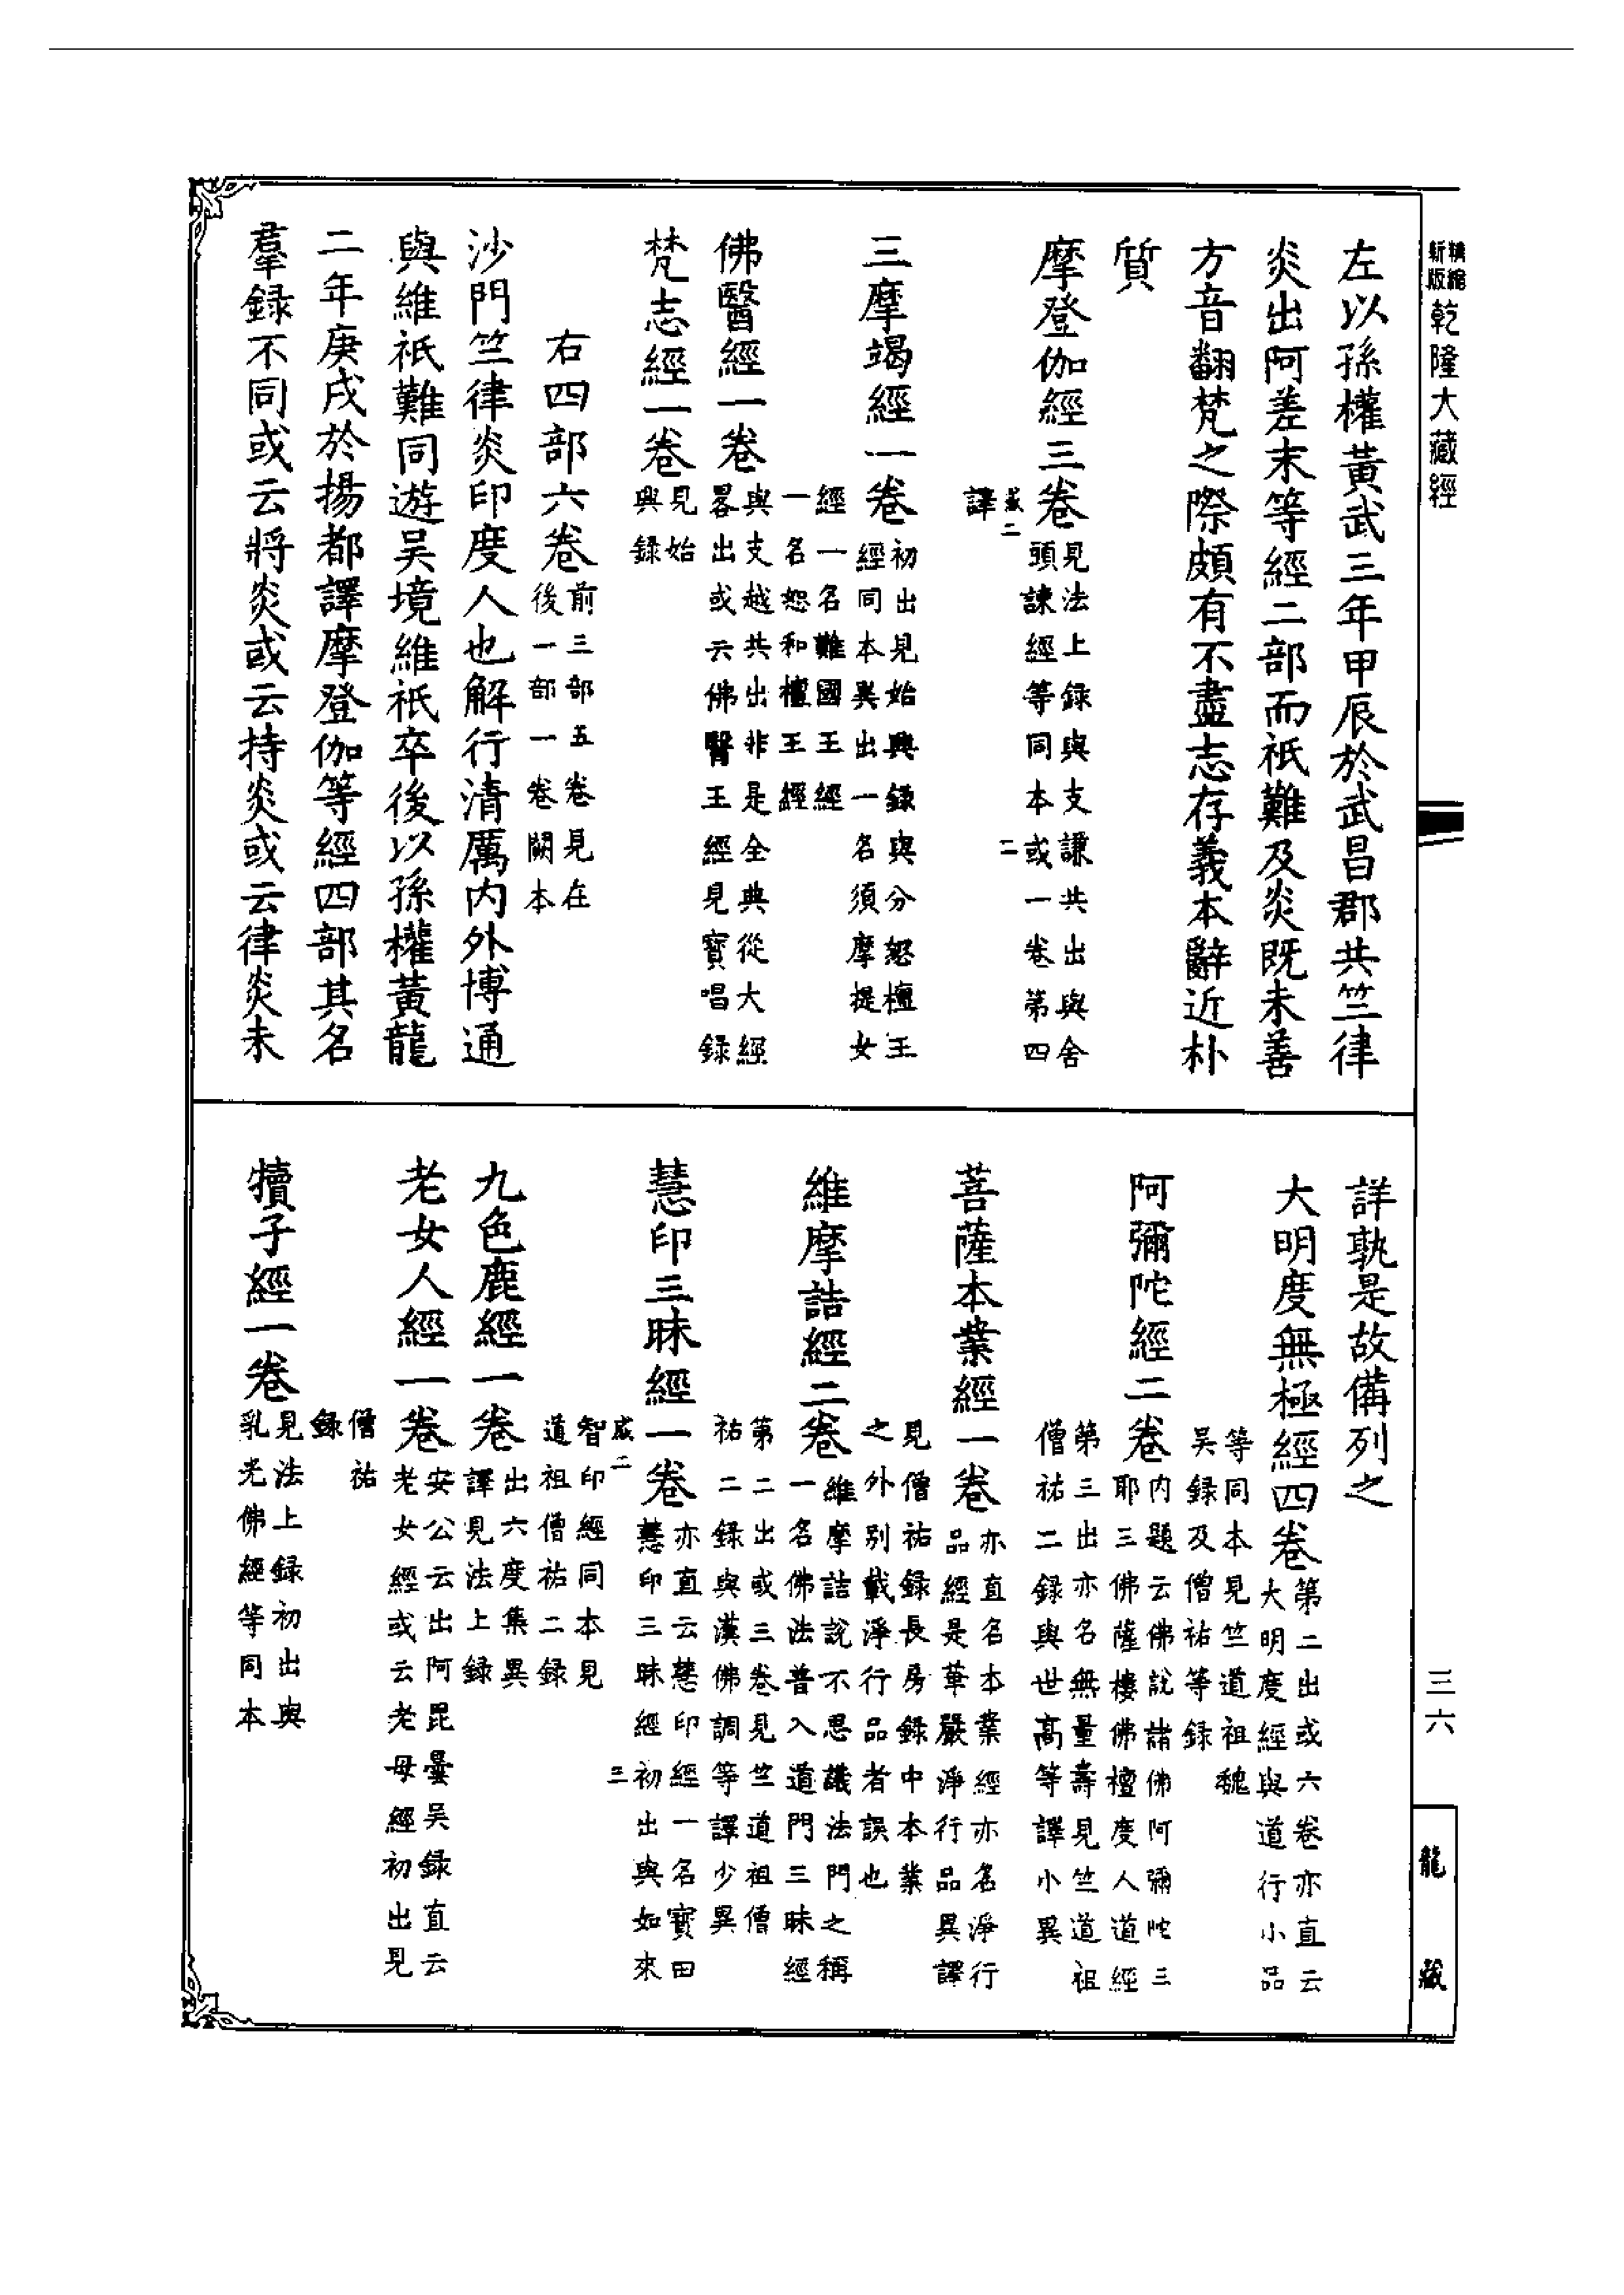 精縮新版乾隆大藏經
左以孫權黃武三年甲辰於武昌郡共竺律
炎出阿差末等經二部而祇難及炎既未善
方音翻梵之際頗有不盡志存義本辭近朴
質
摩登伽經三卷見法上錄與支謙共出與舍
頭諫經等同本或一卷第四
譯
三摩竭經一卷初出見始興錄與分惒檀王
經同本異出一名須摩提女
經一名難國王經
一名恕和檀王經
佛醫經一卷與支越共出非是全典從大經
畧出或云佛醫王經見寶唱錄
梵志經一卷見始
興錄
右四部六卷前三部五卷見在
後一部一卷闕本
沙門竺律炎印度人也解行清厲內外博通
與維祇難同遊吳境維祇卒後以孫權黃龍
二年庚戌於揚都譯摩登伽等經四部其名
羣錄不同或云將炎或云持炎或云律炎未
詳孰是故備列之
大明度無極經四卷第二出或六卷亦直云
大明度經與道行小品
等同本見竺道祖魏
吳錄及僧祐等錄
阿彌陀經二卷內題云佛說諸佛阿彌陀三
耶三佛薩樓佛檀度人道經
第三出亦名無量壽見竺道祖
僧祐二錄與世高等譯小異
菩薩本業經一卷亦直名本業經亦名淨行
品經是華嚴淨行品異譯
見僧祐錄長房錄中本業
之外別載淨行品者誤也
維摩詰經二卷維摩詰說不思議法門之稱
一名佛法普入道門三昧經
第二出或三卷見竺道祖僧
祐二錄與漢佛調等譯少異
慧印三昧經一卷亦直云慧印經一名寶田
慧印三昧經初出與如來
智印經同本見
道祖僧祐二錄
九色鹿經一卷出六度集異
譯見法上錄
老女人經一卷安公云出阿毘曇吳錄直云
老女經或云老母經初出見
僧祐
錄
犢子經一卷見法上錄初出與
乳光佛經等同本
三六
龍藏